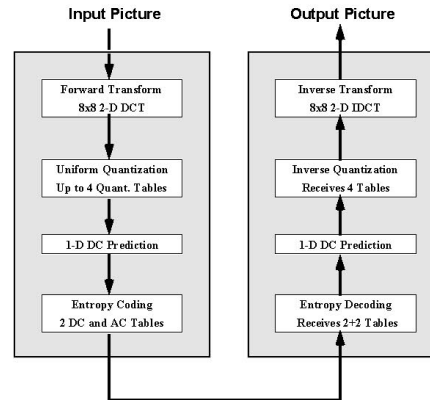 Input Picture
Forward Transform
8x8 2-D DCT
Uniform Quantization
Up to 4 Quant. Tables
1-D DC Prediction
Entropy Coding
2 DC and AC Tables
Output Picture
Inverse Transform
8x8 2-D IDCT
Inverse Quantization
Receives 4 Tables
1-D DC Prediction
Entropy Decoding
Receives 2+2 Tables